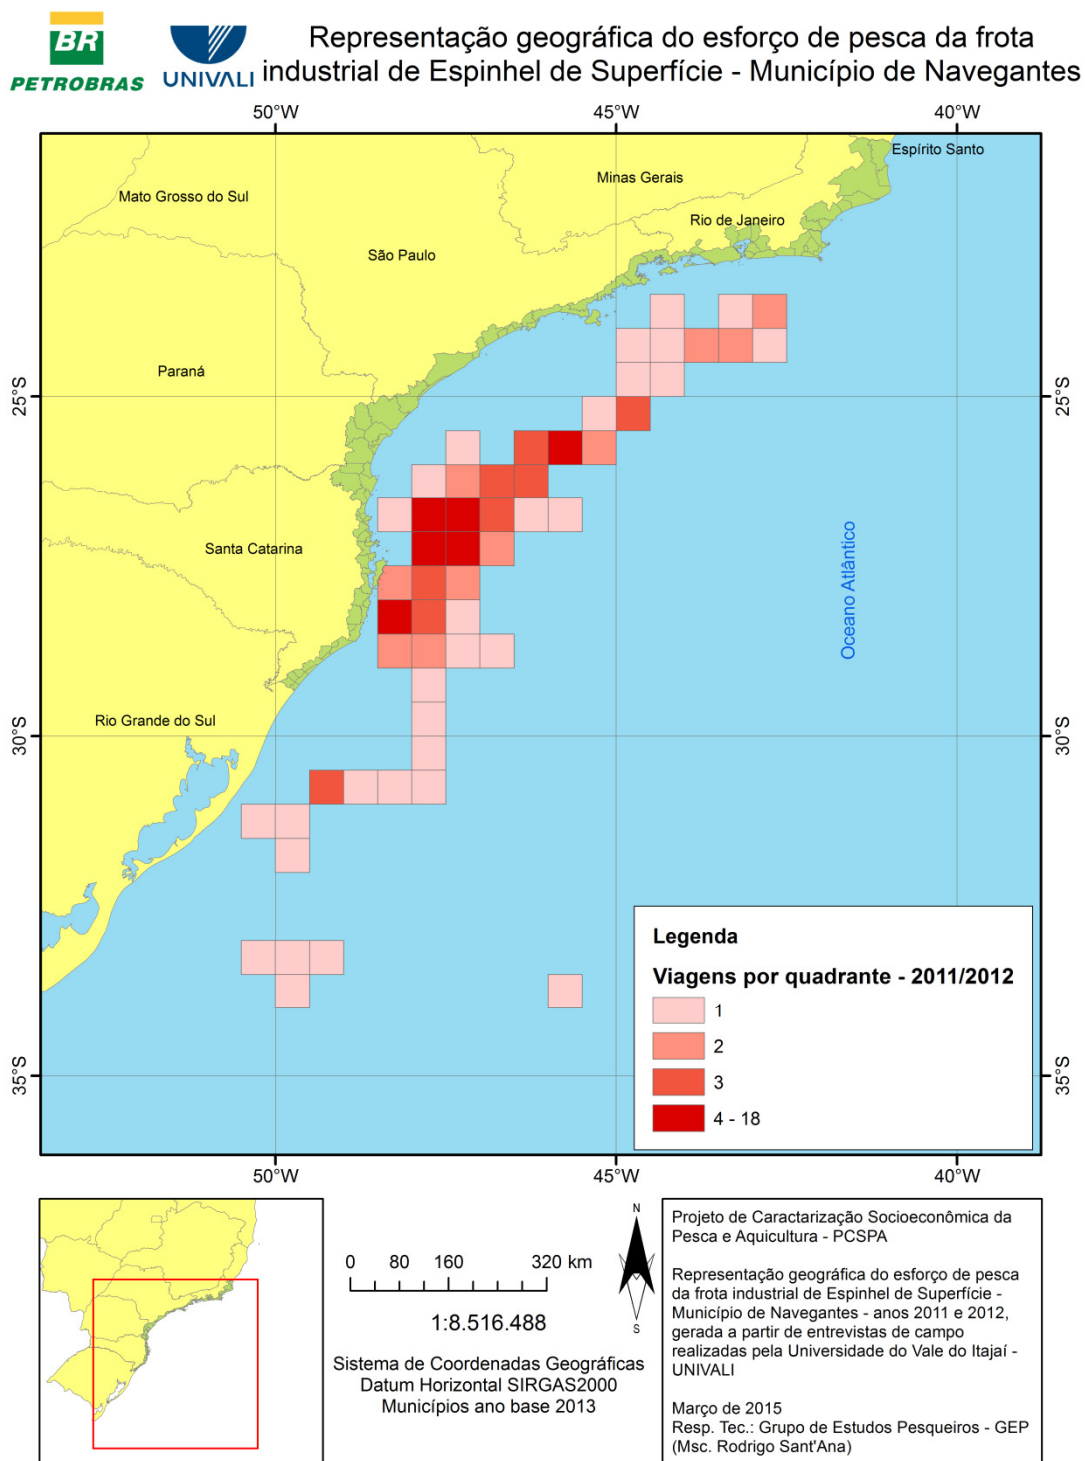 BR
PETROBRAS
UNIVALI
Representação geográfica do esforço de pesca da frota
industrial de Espinhel de Superfície - Município de Navegantes
50°W
45°W
40°W
Espírito Santo
Minas Gerais
Mato Grosso do Sul
Rio de Janeiro
São Paulo
Paraná
25°S
25°S
Santa Catarina
Oceano Atlântico
Rio Grande do Sul
30°S
30°S
Legenda
Viagens por quadrante - 2011/2012
1
2
3
4 - 18
35°S
35°S
50°W
45°W
40°W
0 80 160 320 km
1:8.516.488
Sistema de Coordenadas Geográficas
Datum Horizontal SIRGAS2000
Municípios ano base 2013
N
S
Projeto de Caractarização Socioeconômica da
Pesca e Aquicultura - PCSPA
Representação geográfica do esforço de pesca
da frota industrial de Espinhel de Superfície -
Município de Navegantes - anos 2011 e 2012,
gerada a partir de entrevistas de campo
realizadas pela Universidade do Vale do Itajaí -
UNIVALI
Março de 2015
Resp. Tec.: Grupo de Estudos Pesqueiros - GEP
(Msc. Rodrigo Sant'Ana)